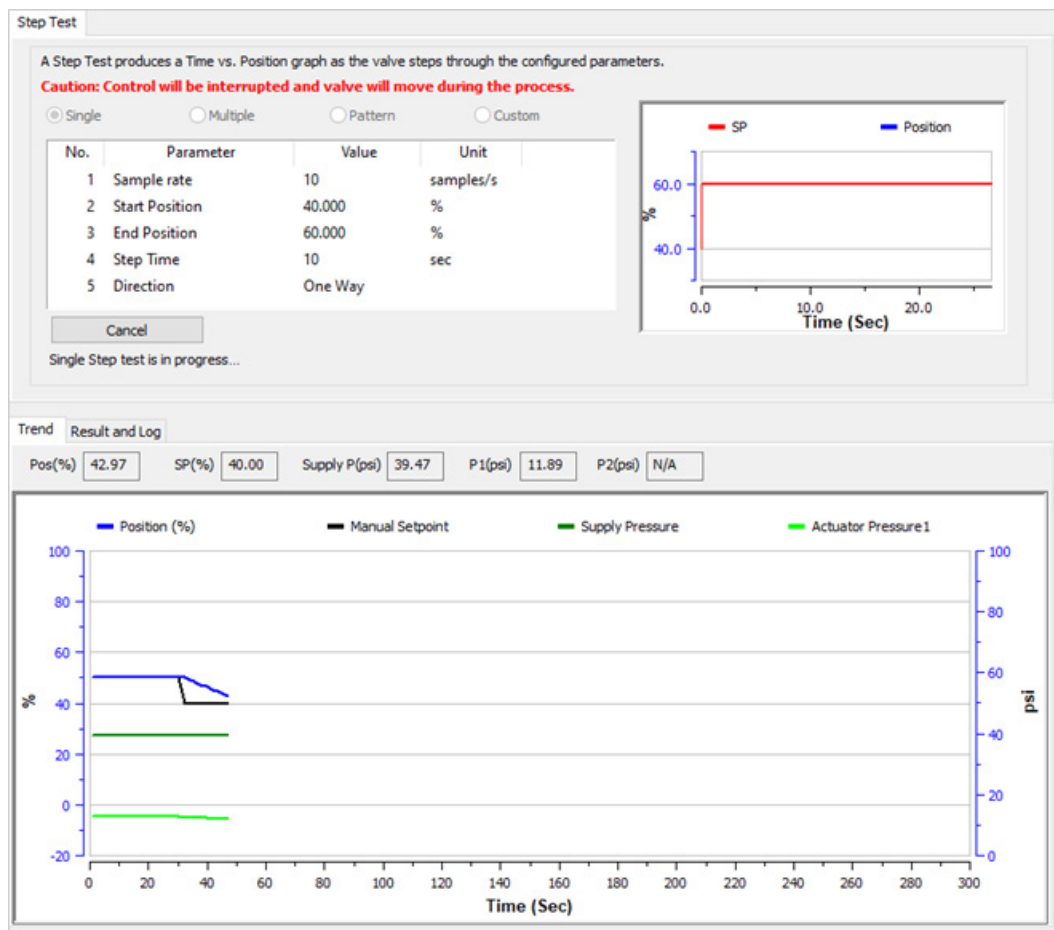 Step Test
A Step Test produces a Time vs. Position graph as the valve steps through the configured parameters.
Caution: Control will be interrupted and valve will move during the process.
Single Multiple Pattern Custom
No. Parameter Value Unit
1 Sample rate 10 samples/s
2 Start Position 40.000 %
3 End Position 60.000 %
4 Step Time 10 sec
5 Direction One Way
Cancel
Single Step test is in progress...
SP Position
60.0
%
40.0
0.0 10.0 20.0
Time (Sec)
Trend Result and Log
Pos(%) 42.97 SP(%) 40.00 Supply P(psi) 39.47 P1(psi) 11.89 P2(psi) N/A
Position (%) Manual Setpoint Supply Pressure Actuator Pressure1
100 100
80 80
60 60
%
psi
40 40
20 20
0
-20 0
0 20 40 60 80 100 120 140 160 180 200 220 240 260 280 300
Time (Sec)